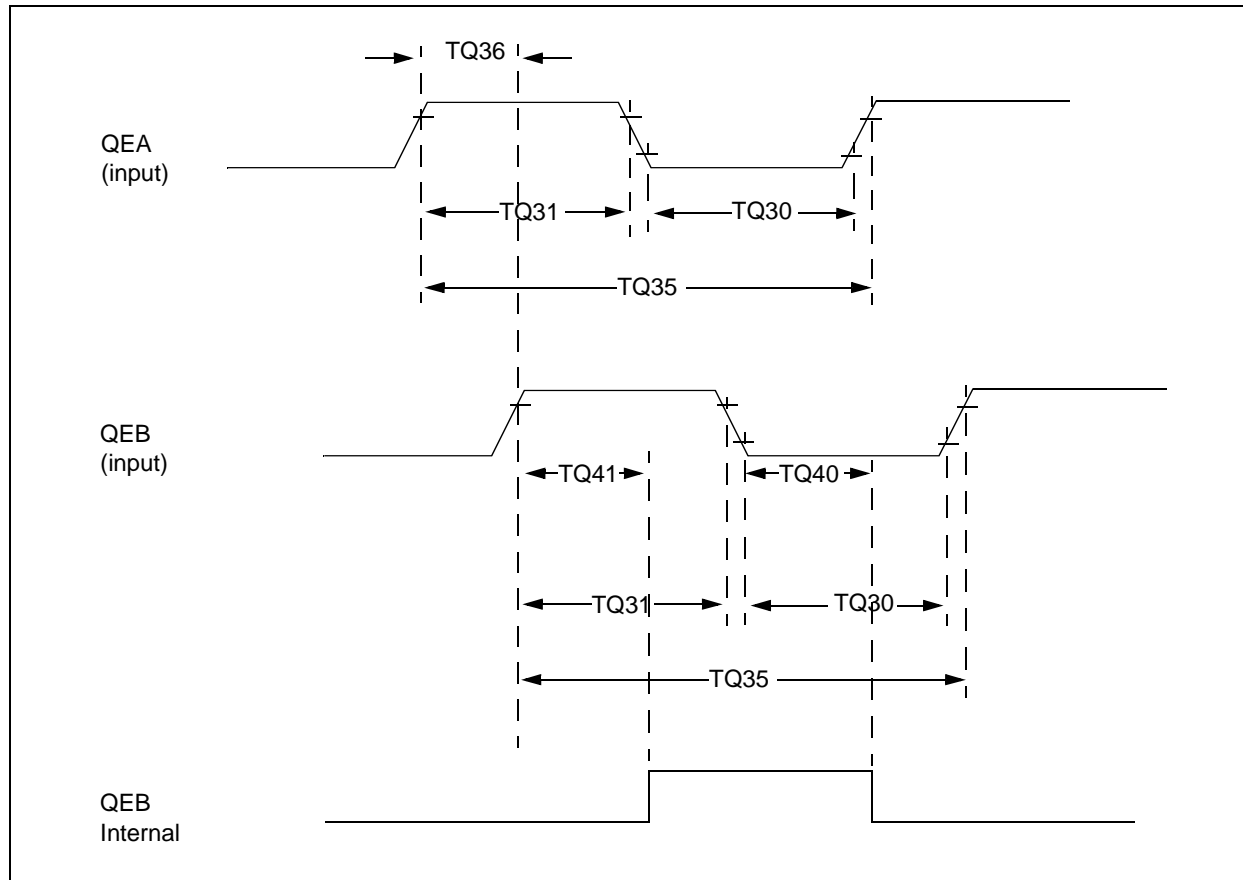 TQ36
QEA
(input)
TQ31
TQ30
TQ35
QEB
(input)
TQ41
TQ40
TQ31
TQ30
TQ35
QEB
Internal